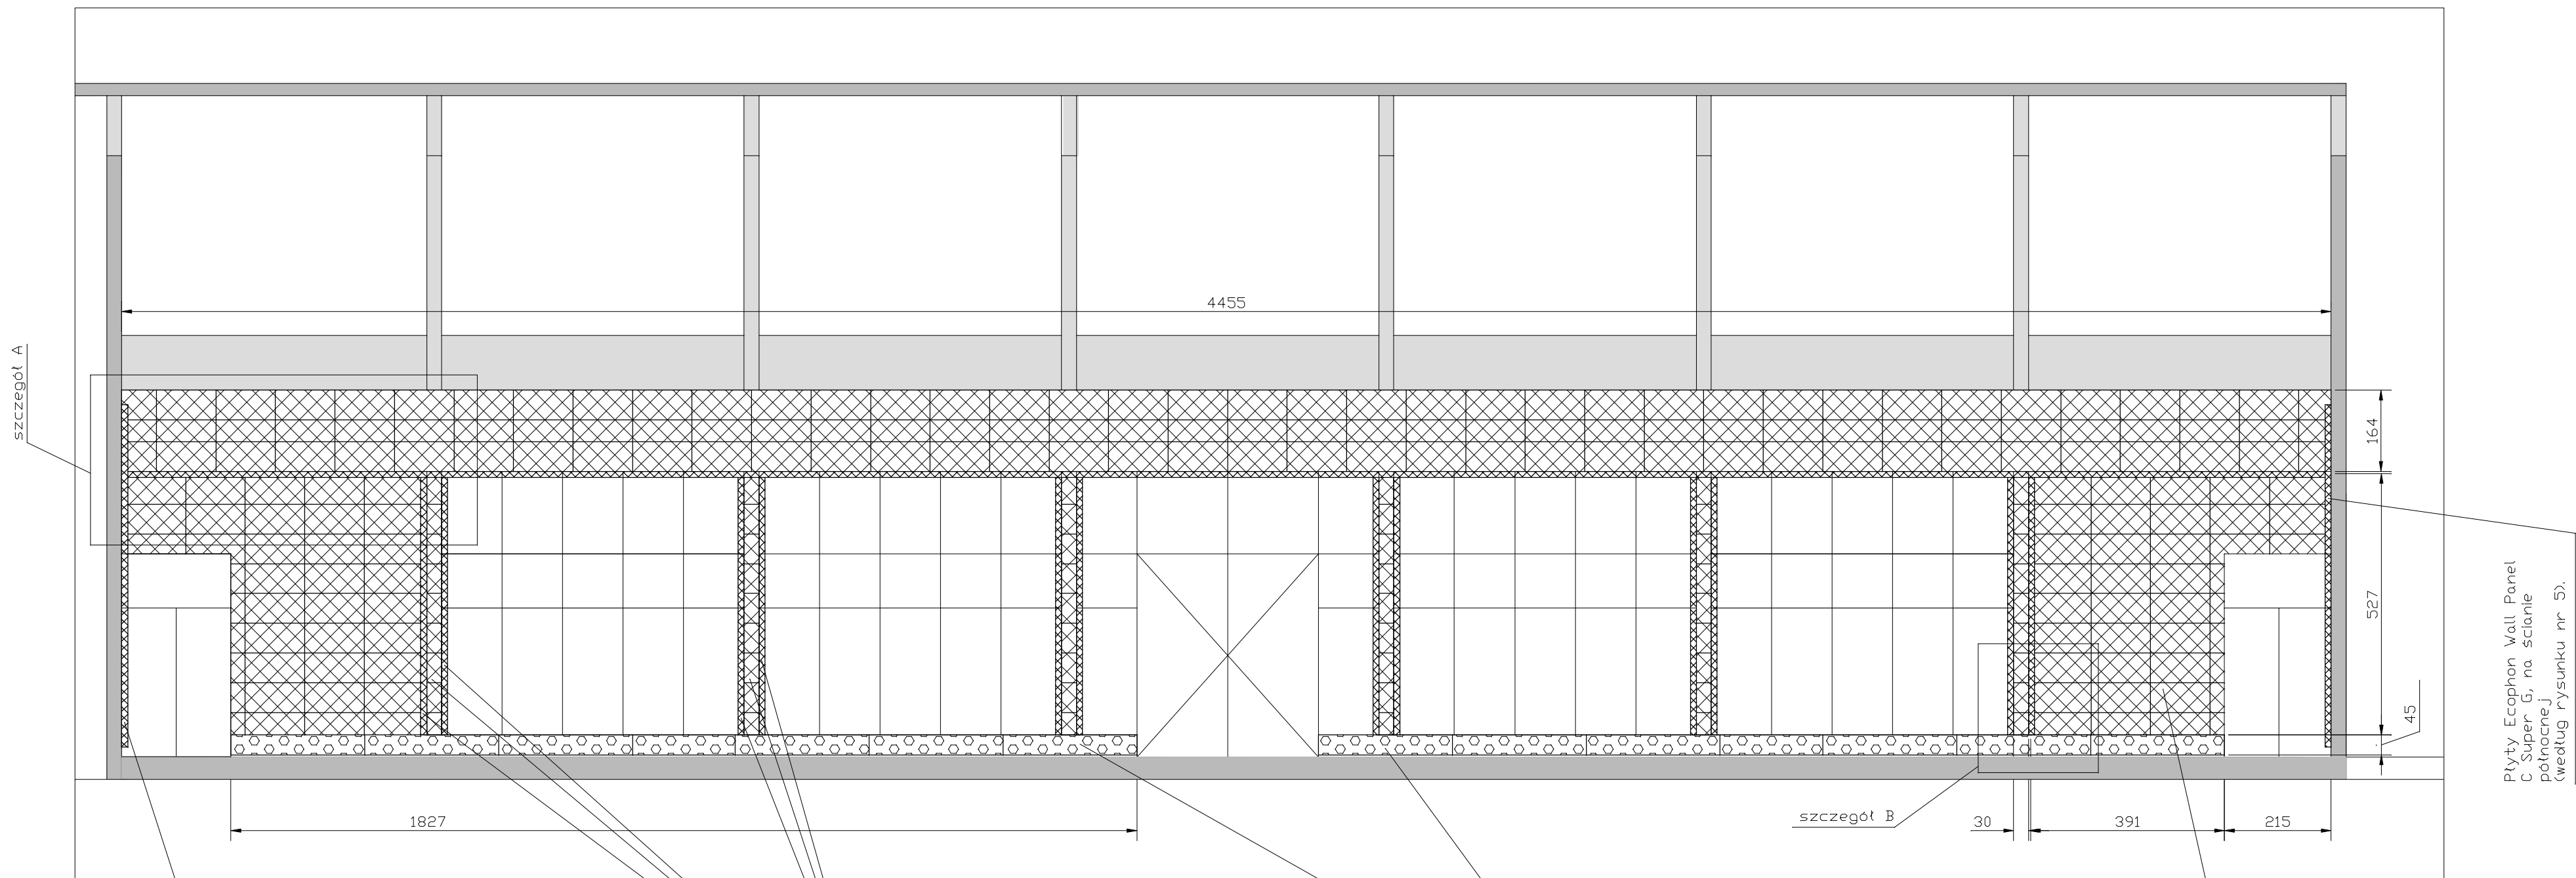 4455
szczegół A
164
527
45
Płyty Ecophon Wall Panel
C Super G, na ścianie
północnej
(według rysunku nr 5).
1827
szczegół B
30
391
215